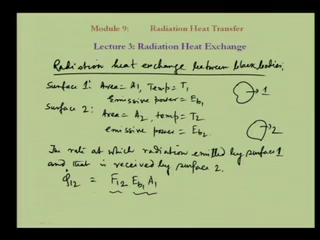 Module 9: Radiation Heat Transfer
Lecture 3: Radiation Heat Exchange
Radiation heat exchange between black bodies.
Surface 1: Area = A1, Temp = T1
Emissive power = Eb1
1
Surface 2:
Area = A2, temp = T2
emissive power = Eb2
2
The rate at which radiation emitted by surface 1
and that is received by surface 2.
φ12 = F12 Eb1 A1